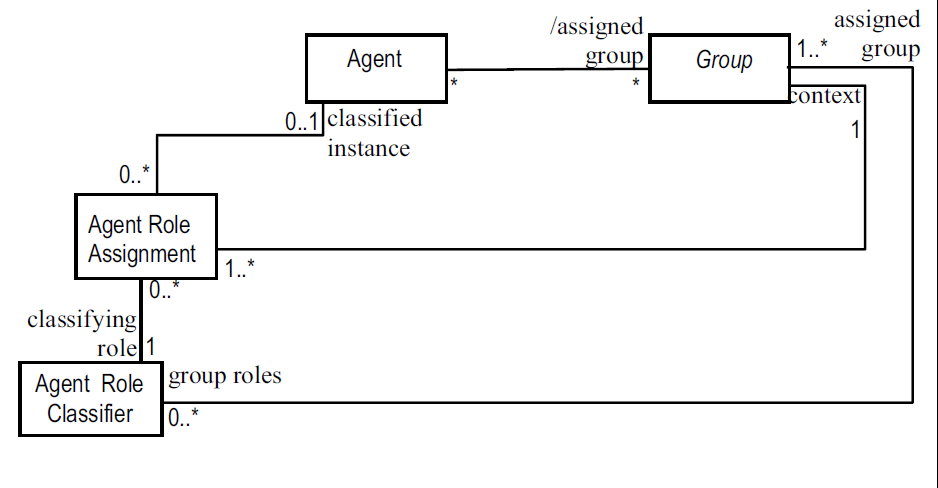 /assigned
group
assigned
group
Agent
Group
1..*
*
*
context
1
0..1
classified
instance
0..*
Agent Role
Assignment
1..*
0..*
classifying
role
1
Agent Role
Classifier
group roles
0..*